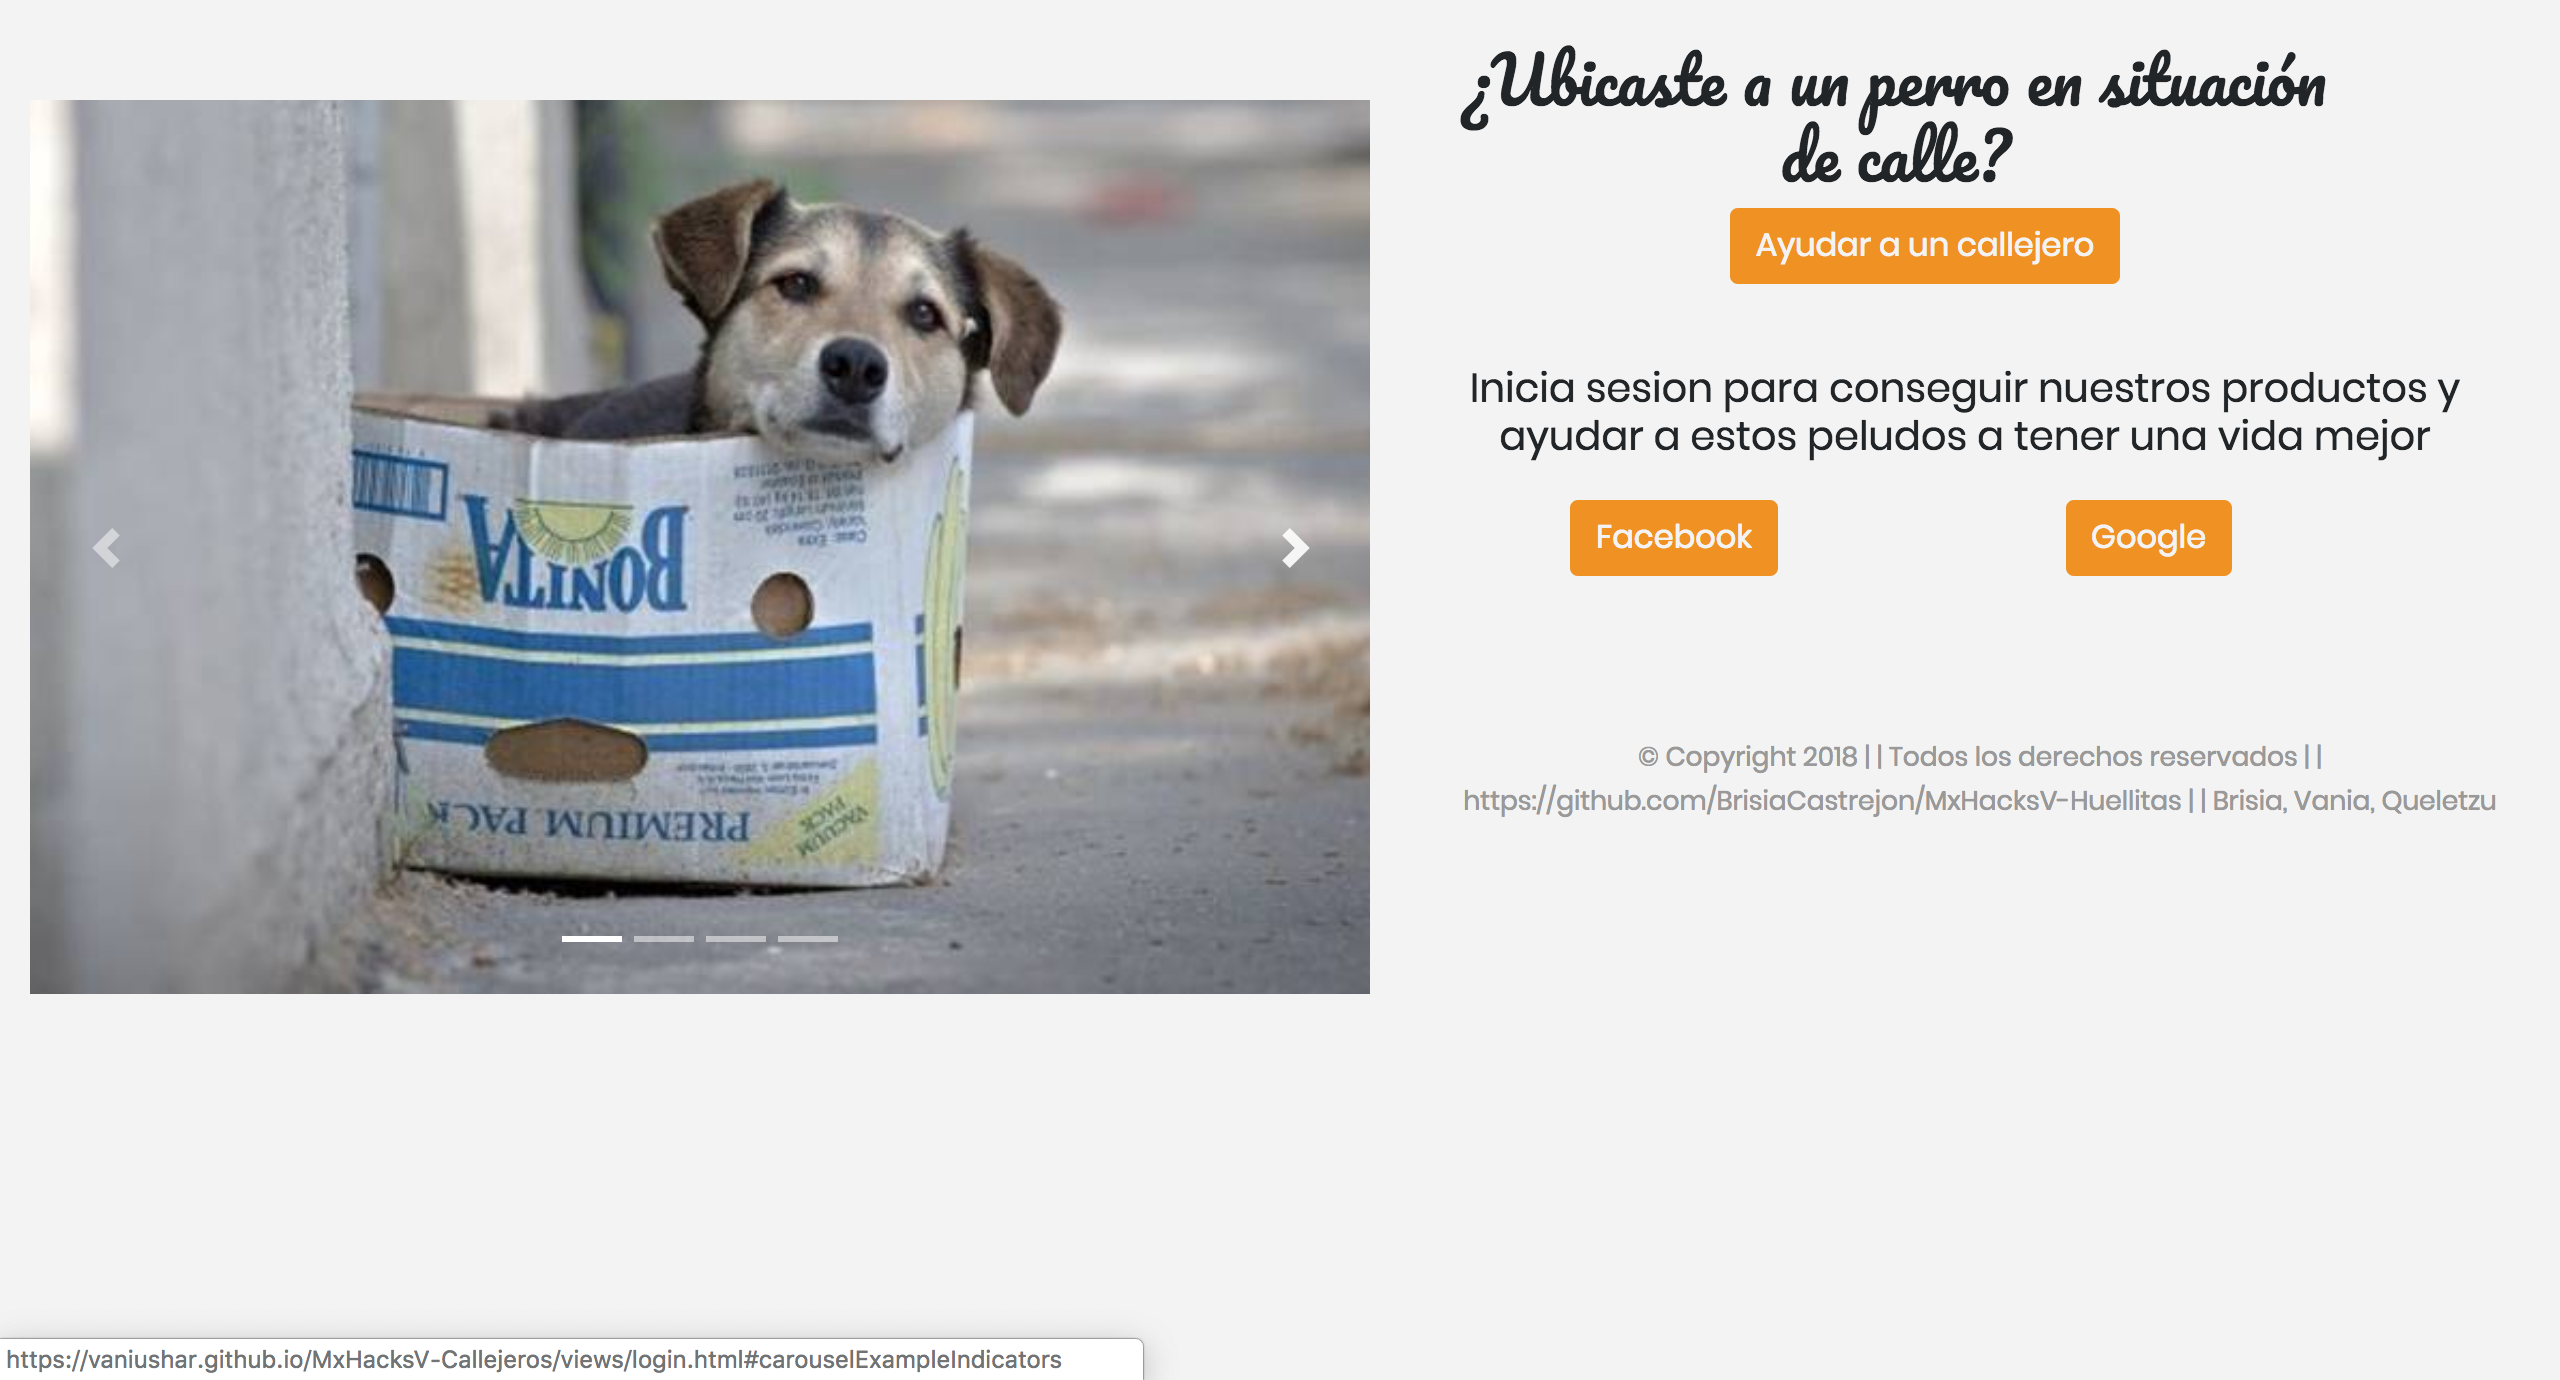 ¿Ubicaste a un perro en situación
de calle?
Ayudar a un callejero
Inicia sesion para conseguir nuestros productos y
ayudar a estos peludos a tener una vida mejor
Facebook
Google
© Copyright 2018 | | Todos los derechos reservados | |
https://github.com/BrisiaCastrejon/MxHacksV-Huellitas | | Brisia, Vania, Queletzu
BONITA
PREMIUM PACK
VACUUM
PACK
https://vaniushar.github.io/MxHacksV-Callejeros/views/login.html#carouselExampleIndicators